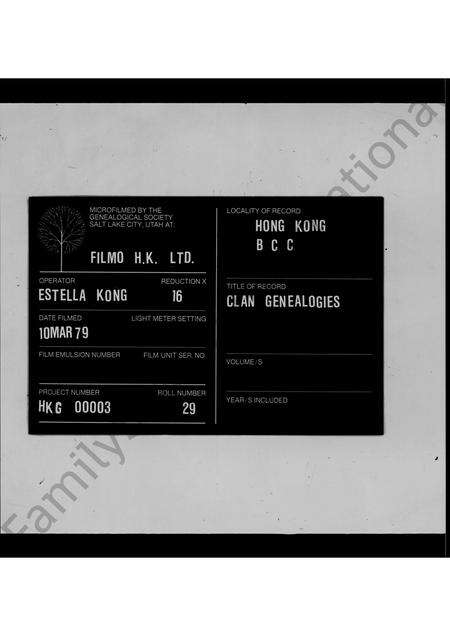 MICROFILMED BY THE
GENEALOGICAL SOCIETY
SALT LAKE CITY, UTAH AT:
FILMO H.K. LTD.
OPERATOR REDUCTION X
ESTELLA KONG 16
DATE FILMED LIGHT METER SETTING
10MAR79
FILM EMULSION NUMBER FILM UNIT SER. NO.
PROJECT NUMBER ROLL NUMBER
HKG 00003 29
LOCALITY OF RECORD
HONG KONG
B C C
TITLE OF RECORD
CLAN GENEALOGIES
VOLUME/S
YEAR/S INCLUDED
Family
ationa